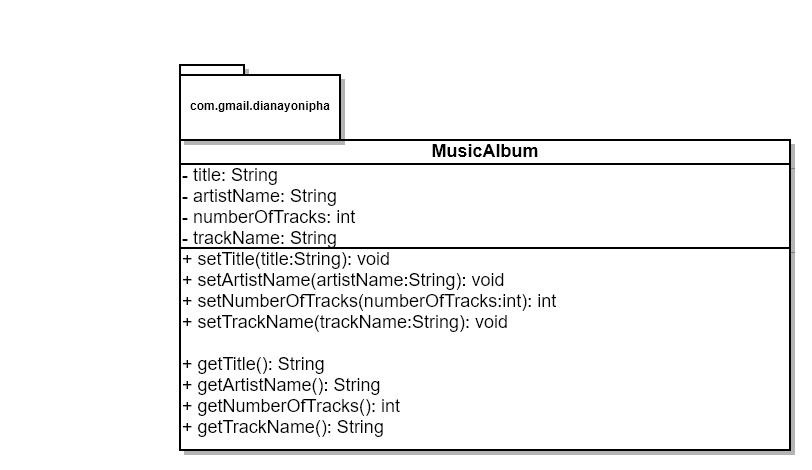 com.gmail.dianayonipha
MusicAlbum
- title: String
- artistName: String
- numberOfTracks: int
- trackName: String
+ setTitle(title:String): void
+ setArtistName(artistName:String): void
+ setNumberOfTracks(numberOfTracks:int): int
+ setTrackName(trackName:String): void
+ getTitle(): String
+ getArtistName(): String
+ getNumberOfTracks(): int
+ getTrackName(): String